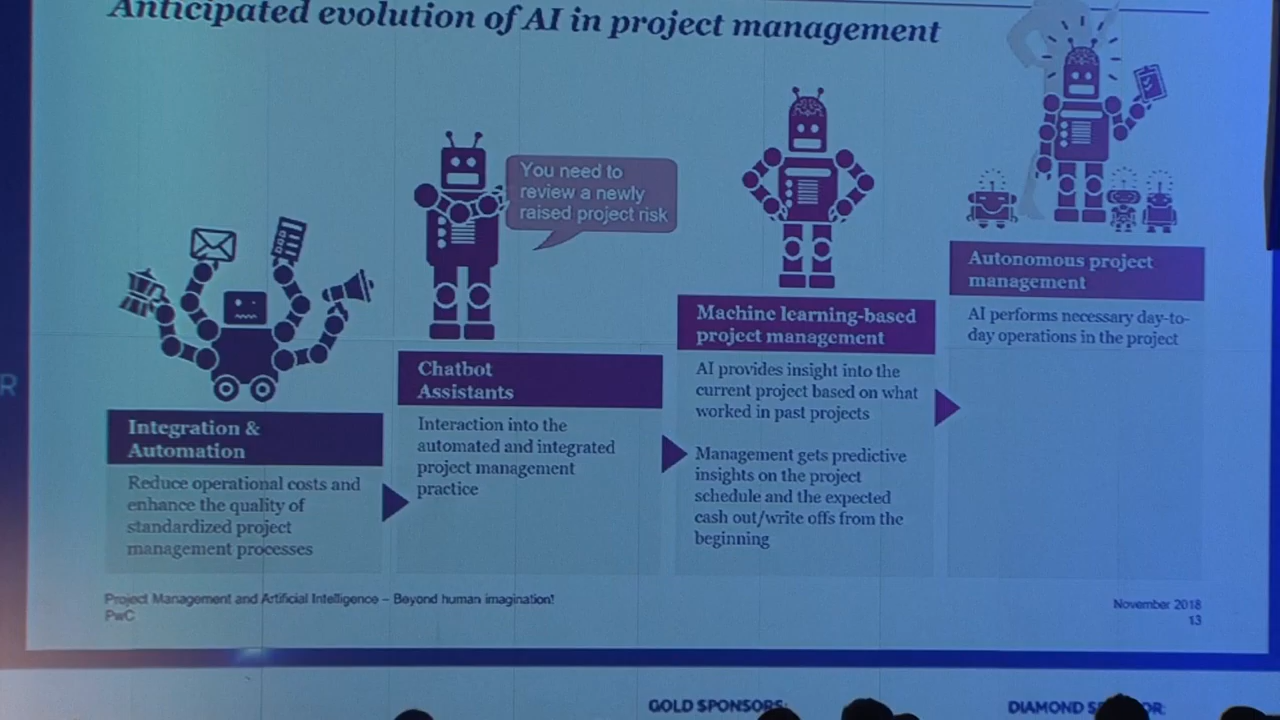 Anticipated evolution of AI in project management
You need to
review a newly
raised project risk
Integration &
Automation
Reduce operational costs and
enhance the quality of
standardized project
management processes
Chatbot
Assistants
Interaction into the
automated and integrated
project management
practice
Machine learning-based
project management
AI provides insight into the
current project based on what
worked in past projects
Management gets predictive
insights on the project
schedule and the expected
cash out/write offs from the
beginning
Autonomous project
management
AI performs necessary day-to-
day operations in the project
R
Project Management and Artificial Intelligence – Beyond human imagination!
PwC
November 2018
13
GOLD SPONSORS:
DIAMOND